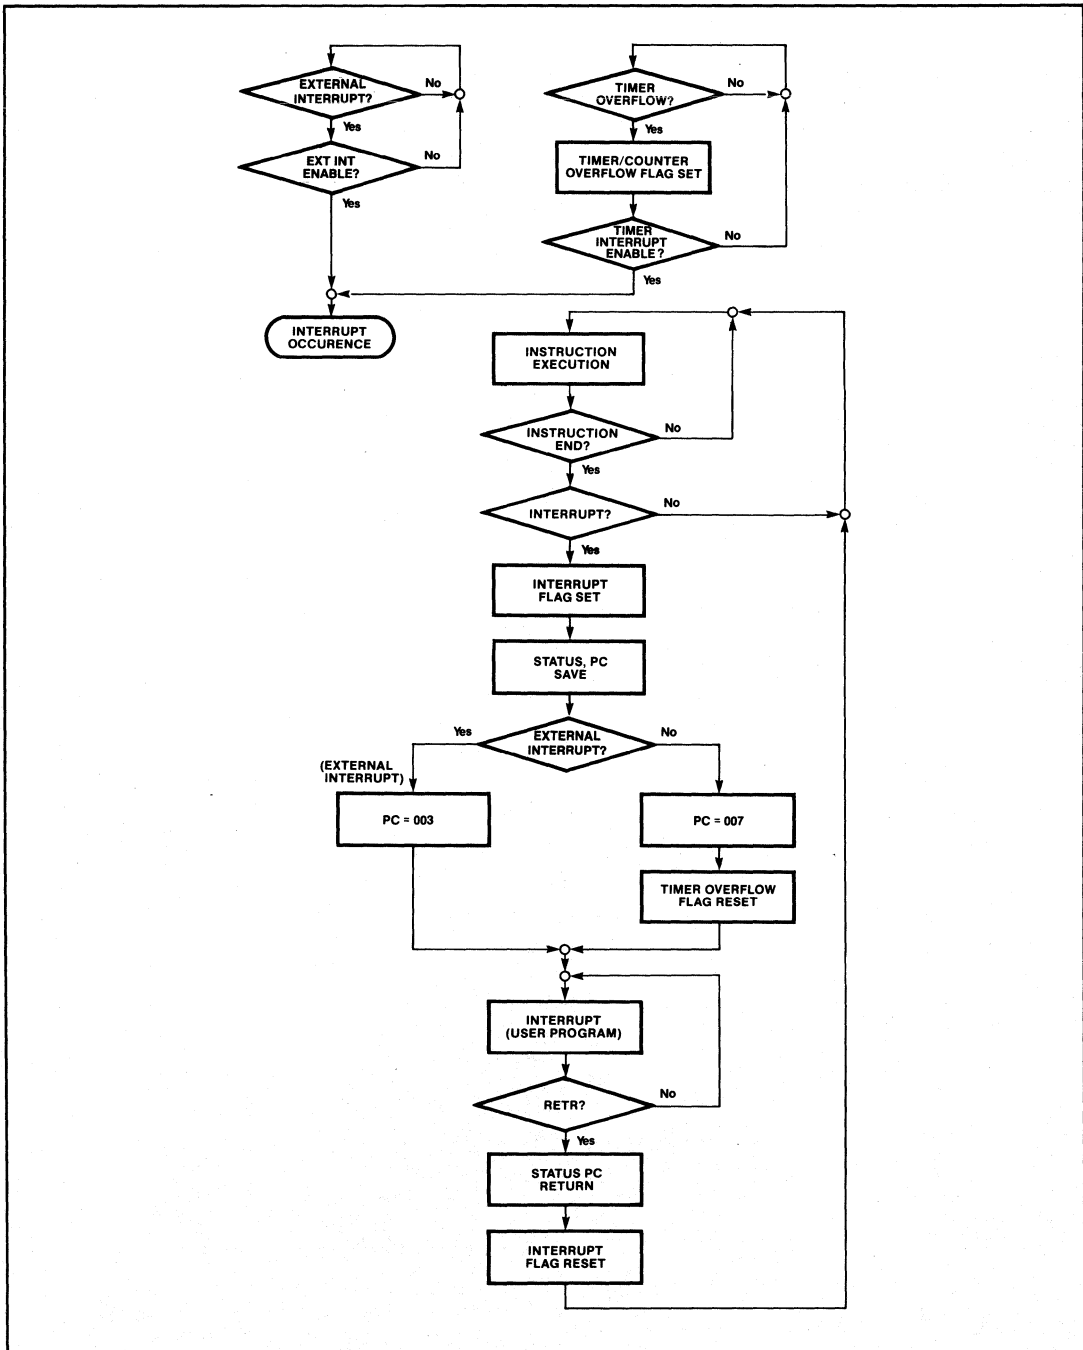 EXTERNAL
INTERRUPT?
No
Yes
EXT INT
ENABLE?
No
Yes
TIMER
OVERFLOW?
No
Yes
TIMER/COUNTER
OVERFLOW FLAG SET
TIMER
INTERRUPT
ENABLE?
No
Yes
INTERRUPT
OCCURENCE
INSTRUCTION
EXECUTION
INSTRUCTION
END?
No
Yes
INTERRUPT?
No
Yes
INTERRUPT
FLAG SET
STATUS, PC
SAVE
EXTERNAL
INTERRUPT?
Yes
No
(EXTERNAL
INTERRUPT)
PC = 003
PC = 007
TIMER OVERFLOW
FLAG RESET
INTERRUPT
(USER PROGRAM)
RETR?
No
Yes
STATUS PC
RETURN
INTERRUPT
FLAG RESET